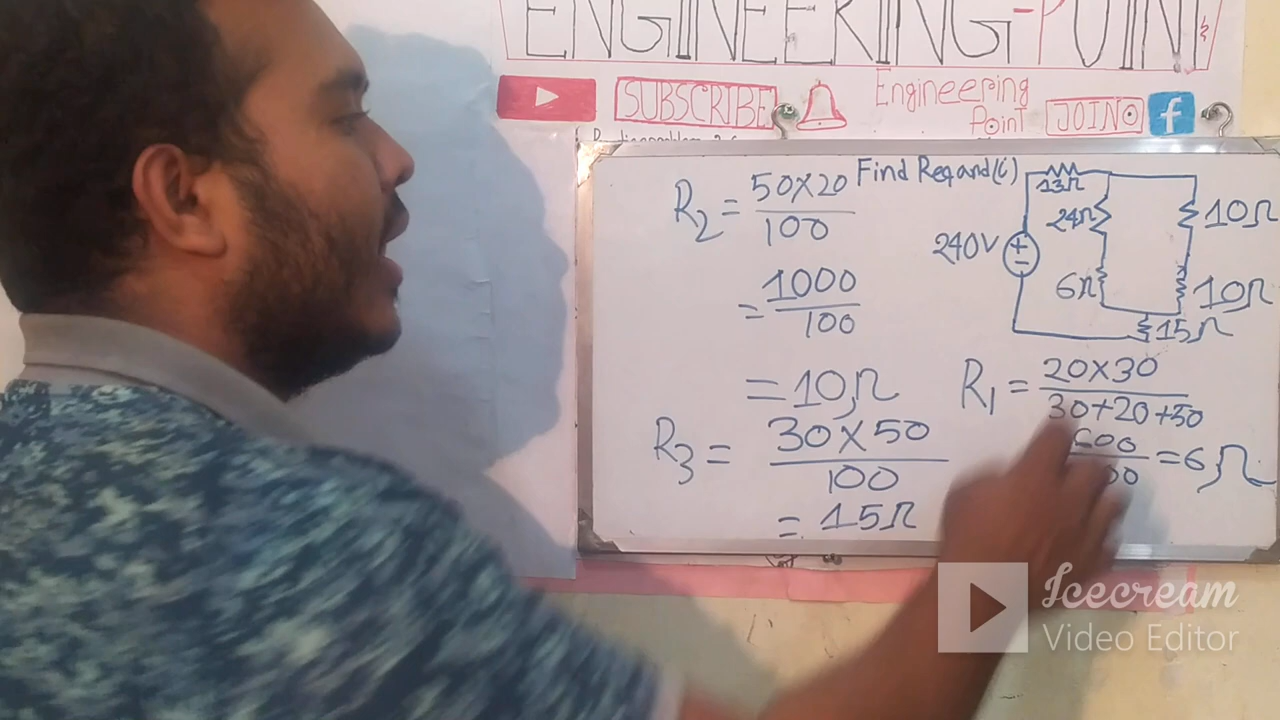 ENGINEERING-POINT
SUBSCRIBE
Engineering
Point
JOIN
f
R2 = 50×20
100
= 1000
100
= 10Ω
R3 = 30×50
100
= 15Ω
Find Req and (i)
13Ω
24Ω
10Ω
240V
+
-
6Ω
10Ω
15Ω
R1 = 20×30
30+20+50
600
=6Ω
Icecream
Video Editor